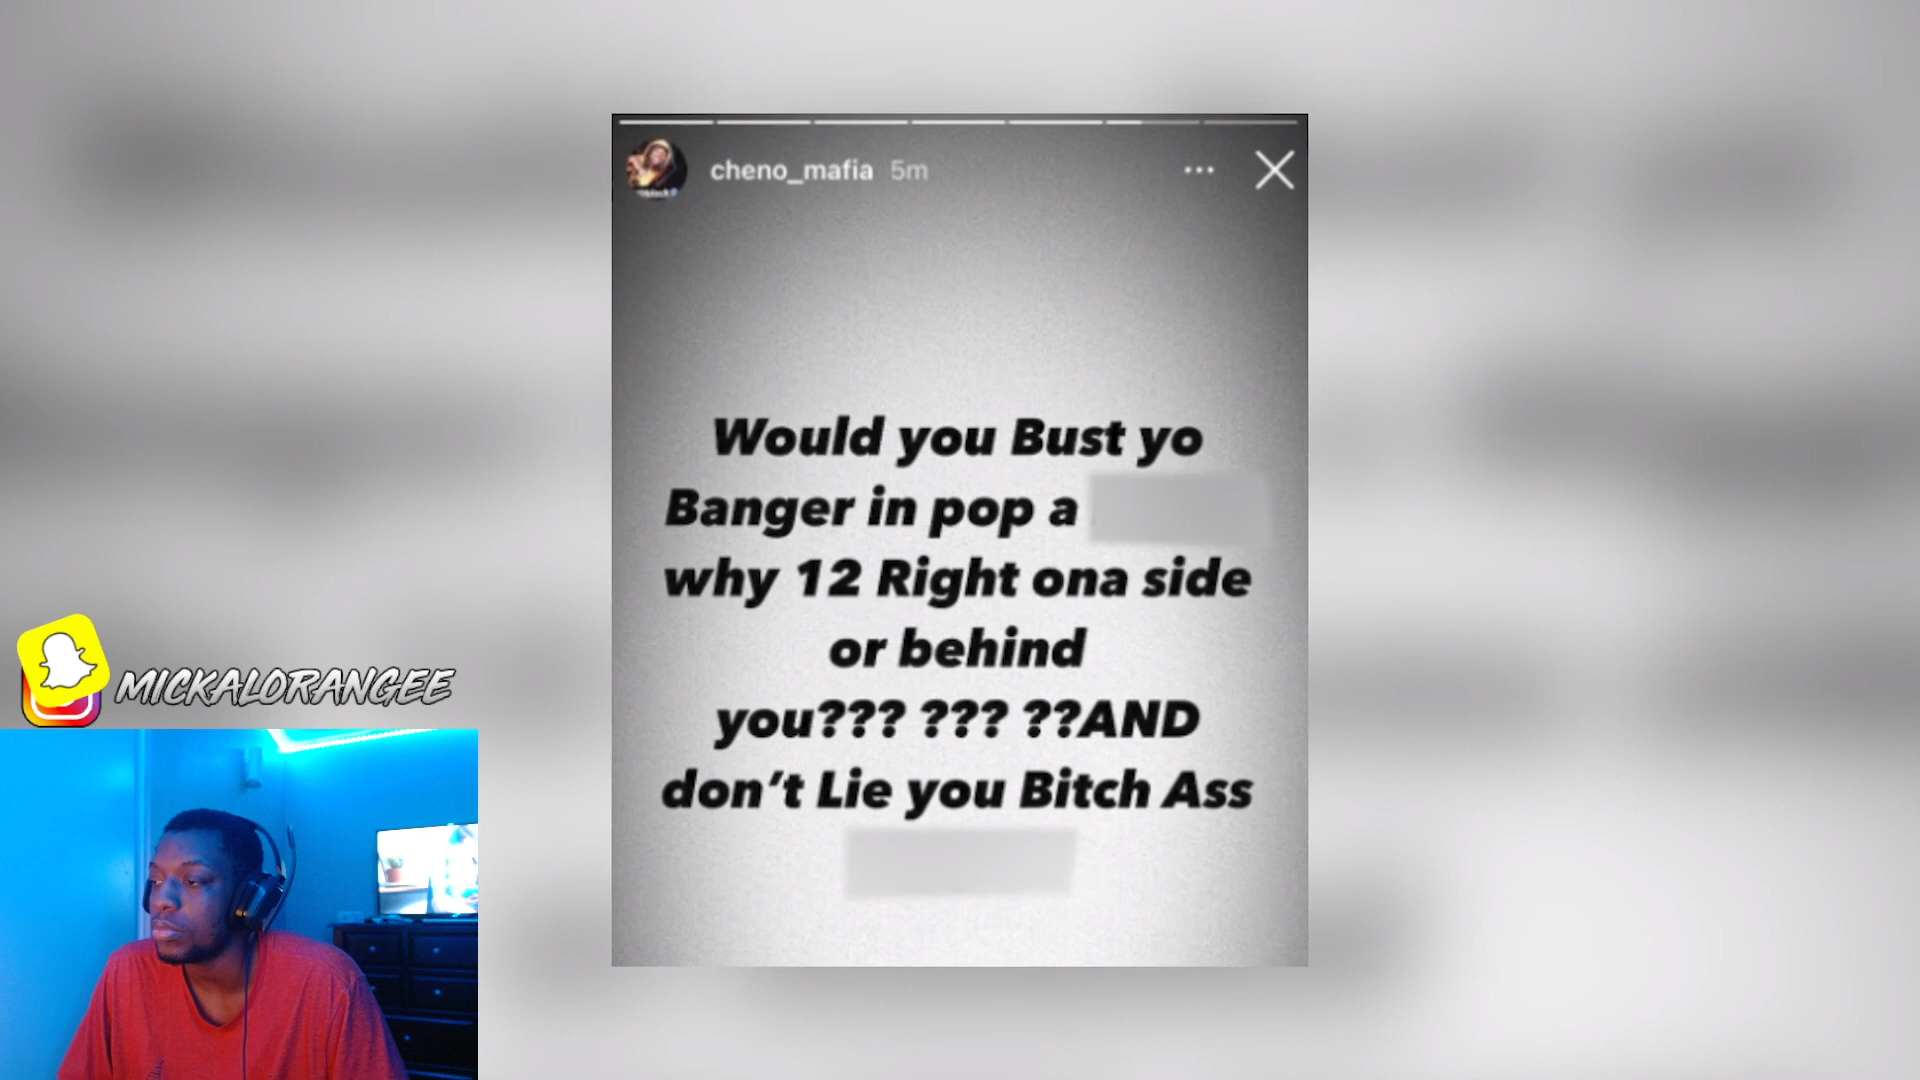 cheno_mafia 5m
Would you Bust yo
Banger in pop a
why 12 Right ona side
or behind
you??? ??? ??AND
don't Lie you Bitch Ass
MICKALORANGEE